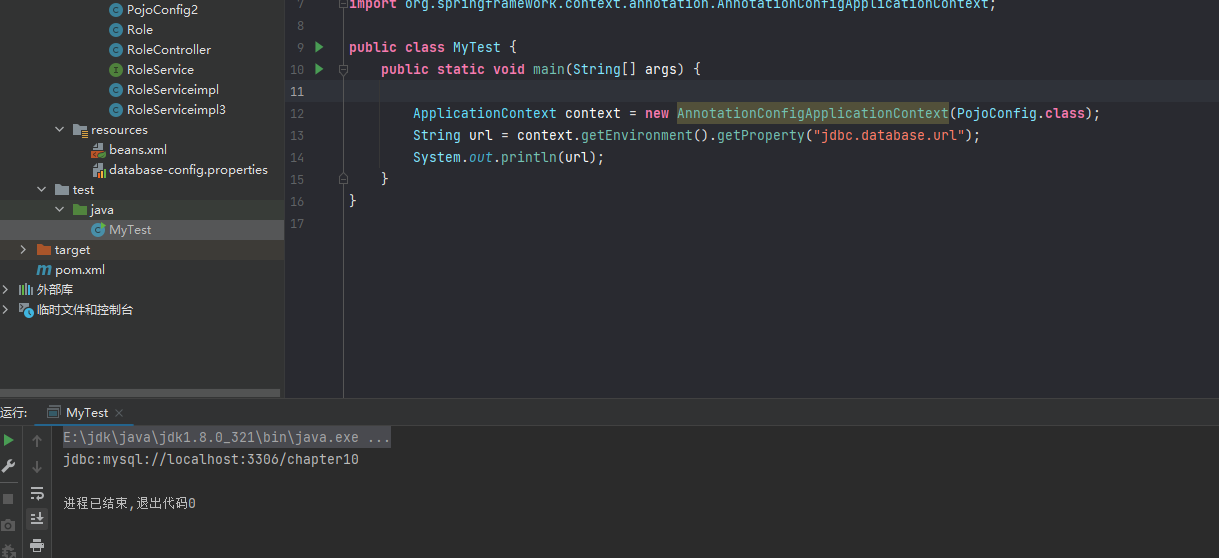 PojoConfig2
Role
RoleController
RoleService
RoleServiceimpl
RoleServiceimpl3
resources
beans.xml
database-config.properties
test
java
MyTest
target
pom.xml
外部库
临时文件和控制台
7 import org.springframework.context.annotation.AnnotationConfigApplicationContext;
8
9 public class MyTest {
10 public static void main(String[] args) {
11
12 ApplicationContext context = new AnnotationConfigApplicationContext(PojoConfig.class);
13 String url = context.getEnvironment().getProperty("jdbc.database.url");
14 System.out.println(url);
15 }
16 }
17
运行: MyTest
E:\jdk\java\jdk1.8.0_321\bin\java.exe ...
jdbc:mysql://localhost:3306/chapter10
进程已结束,退出代码0